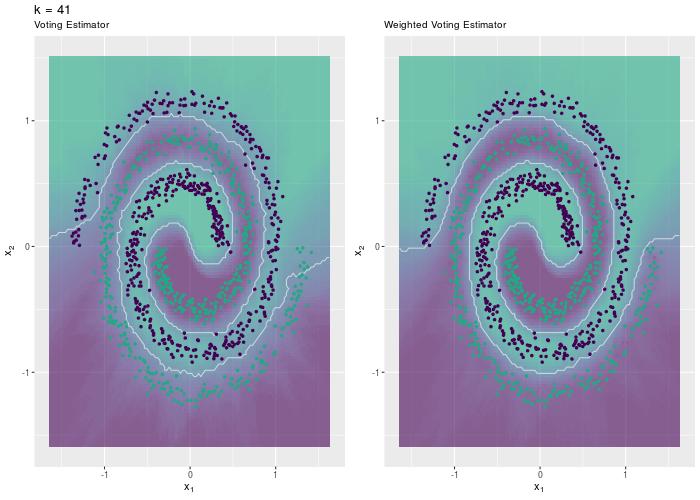 k = 41
Voting Estimator
Weighted Voting Estimator
1
0
-1
x₂
-1
0
1
x₁
1
0
-1
x₂
-1
0
1
x₁